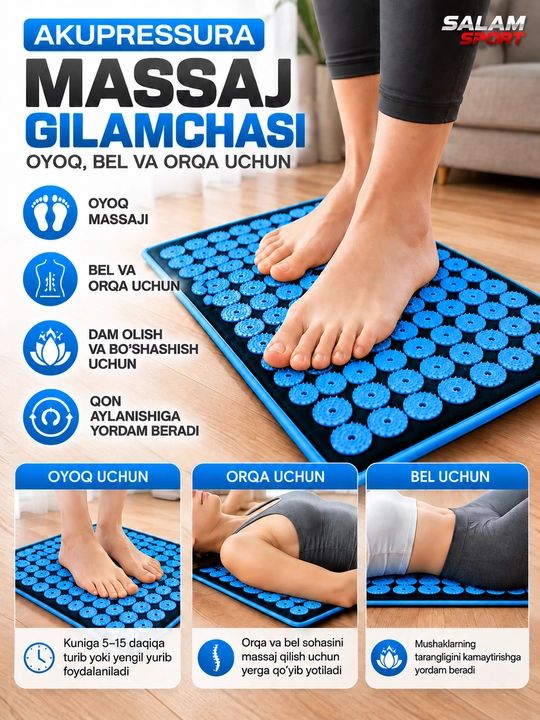 AKUPRESSURA
SALAM
SPORT
MASSAJ
GILAMCHASI
OYOQ, BEL VA ORQA UCHUN
OYOQ
MASSAJI
BEL VA
ORQA UCHUN
DAM OLISH
VA BO'SHASHISH
UCHUN
QON
AYLANISHIGA
YORDAM BERADI
OYOQ UCHUN
Kuniga 5–15 daqiqa
turib yoki yengil yurib
foydalaniladi
ORQA UCHUN
Orqa va bel sohasini
massaj qilish uchun
yerga qo'yib yotiladi
BEL UCHUN
Mushaklarning
tarangligini kamaytirishga
yordam beradi